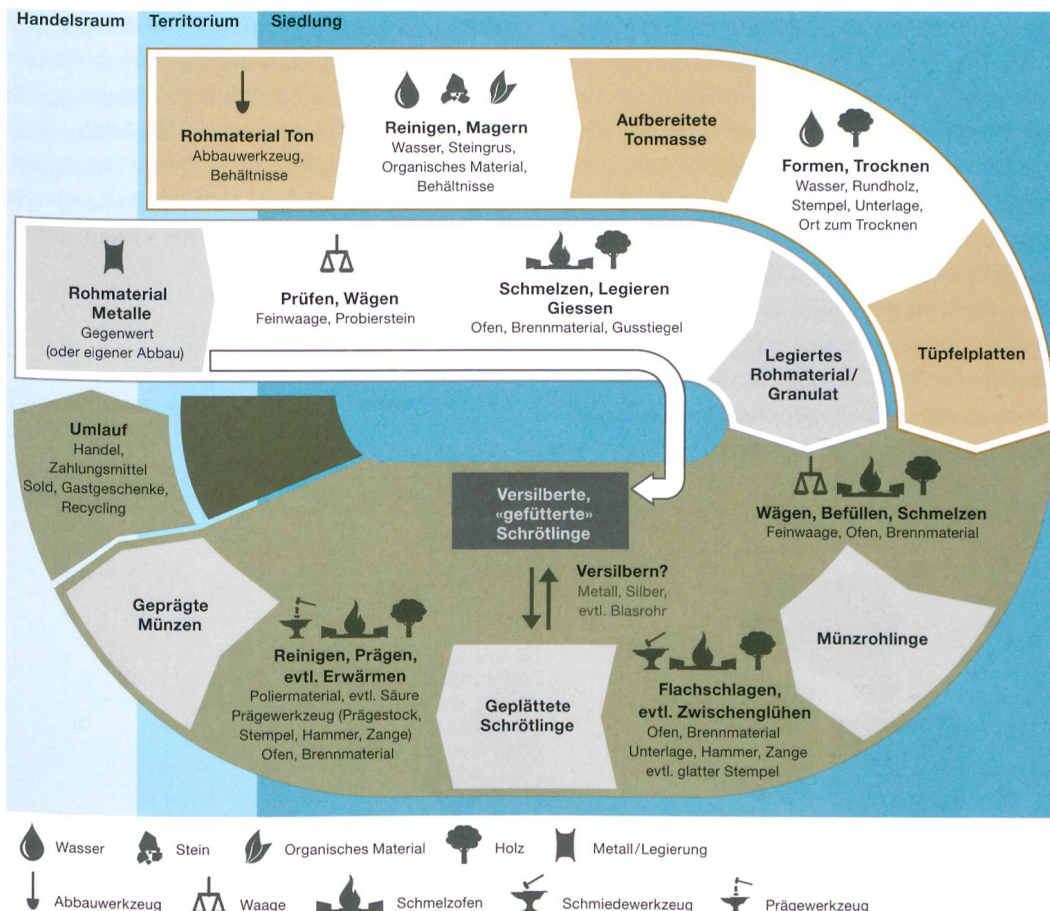 Handelsraum Territorium Siedlung
Rohmaterial Ton
Abbauwerkzeug,
Behältnisse
Reinigen, Magern
Wasser, Steingrus,
Organisches Material,
Behältnisse
Aufbereitete
Tonmasse
Formen, Trocknen
Wasser, Rundholz,
Stempel, Unterlage,
Ort zum Trocknen
Tüpfelplatten
Rohmaterial
Metalle
Gegenwert
(oder eigener Abbau)
Prüfen, Wägen
Feinwaage, Probierstein
Schmelzen, Legieren
Giessen
Ofen, Brennmaterial, Gusstiegel
Legiertes
Rohmaterial/
Granulat
Wägen, Befüllen, Schmelzen
Feinwaage, Ofen, Brennmaterial
Münzrohlinge
Flachschlagen,
evtl. Zwischenglühen
Ofen, Brennmaterial
Unterlage, Hammer, Zange
evtl. glatter Stempel
Versilberte,
«gefütterte»
Schrötlinge
Versilbern?
Metall, Silber,
evtl. Blasrohr
Geplättete
Schrötlinge
Reinigen, Prägen,
evtl. Erwärmen
Poliermaterial, evtl. Säure
Prägewerkzeug (Prägestock,
Stempel, Hammer, Zange)
Ofen, Brennmaterial
Geprägte
Münzen
Umlauf
Handel,
Zahlungsmittel
Sold, Gastgeschenke,
Recycling
Wasser Stein Organisches Material Holz Metall/Legierung
Abbauwerkzeug Waage Schmelzofen Schmiedewerkzeug Prägewerkzeug